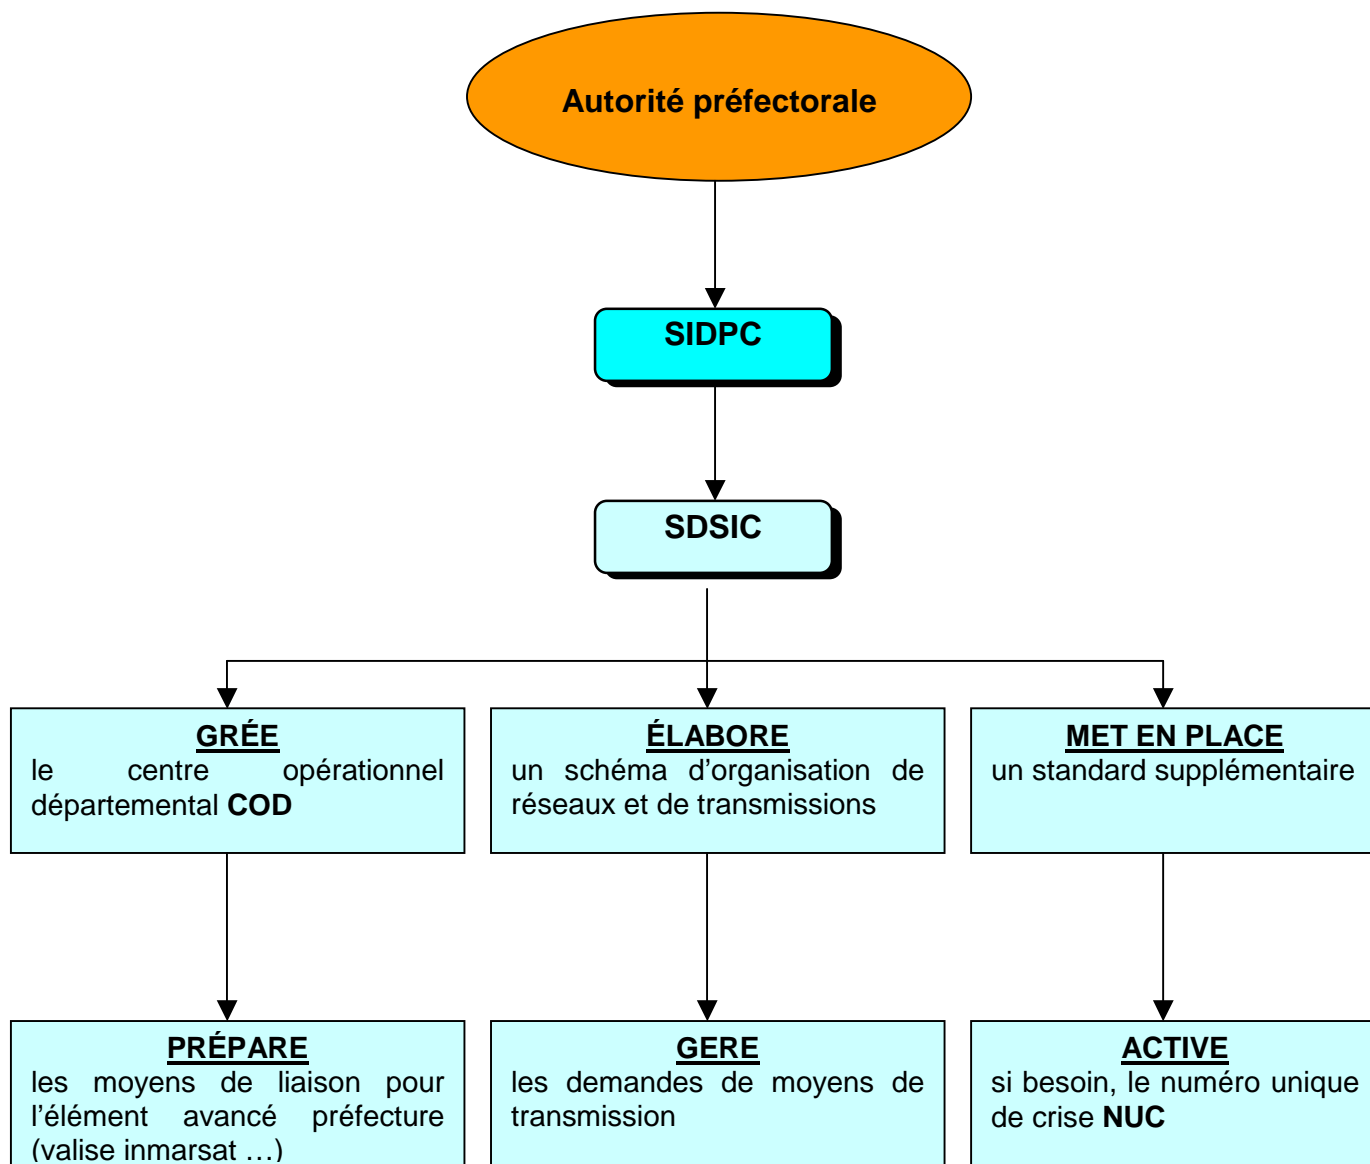 Autorité préfectorale
SIDPC
SDSIC
GRÉE
le centre opérationnel
départemental COD
ÉLABORE
un schéma d'organisation de
réseaux et de transmissions
MET EN PLACE
un standard supplémentaire
PRÉPARE
les moyens de liaison pour
l'élément avancé préfecture
(valise inmarsat …)
GERE
les demandes de moyens de
transmission
ACTIVE
si besoin, le numéro unique
de crise NUC